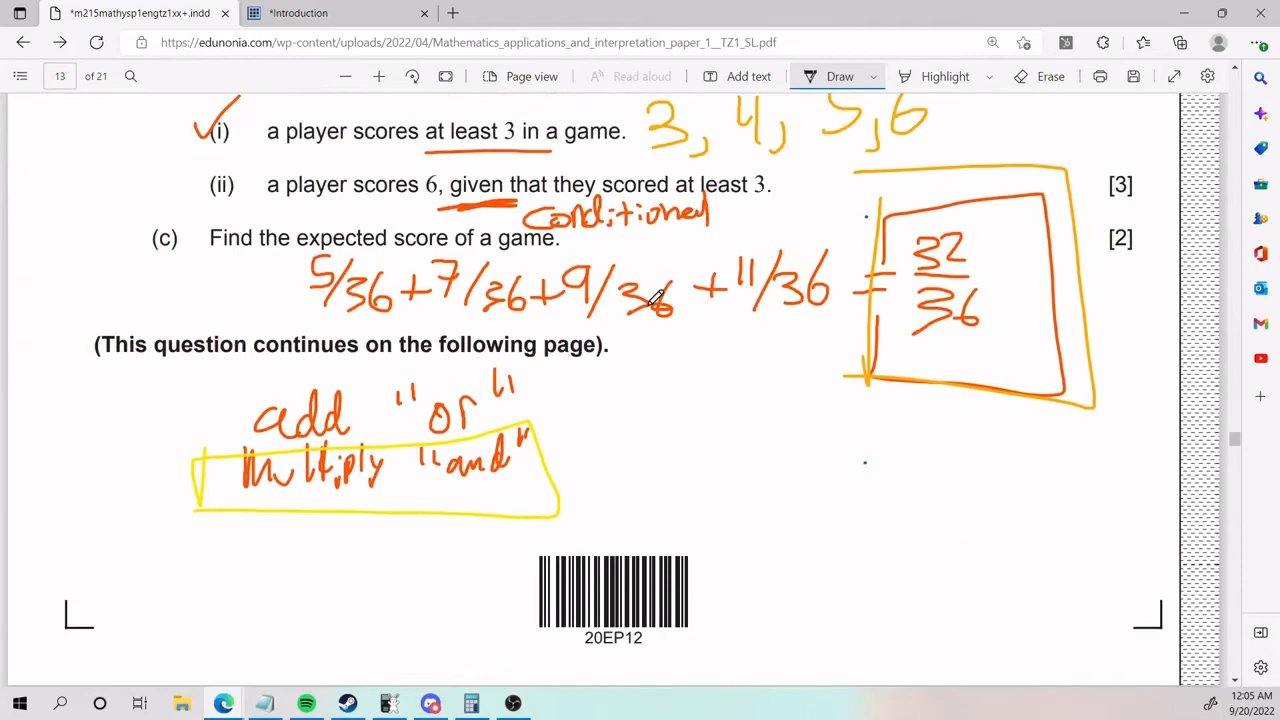 *m215mathysp1engtz1xx+.indd
*Introduction
https://edunonia.com/wp-content/uploads/2022/04/Mathematics_applications_and_interpretation_paper_1__TZ1_SL.pdf
13 of 21
Page view
Read aloud
Add text
Draw
Highlight
Erase
(i) a player scores at least 3 in a game. 3, 4, 5, 6
(ii) a player scores 6, given that they scored at least 3. [3]
conditional
(c) Find the expected score of a game. [2]
5/36 + 7/36 + 9/36 + 11/36 = 32/36
(This question continues on the following page).
add "or"
multiply "and"
20EP12
12:05 AM
9/20/2022